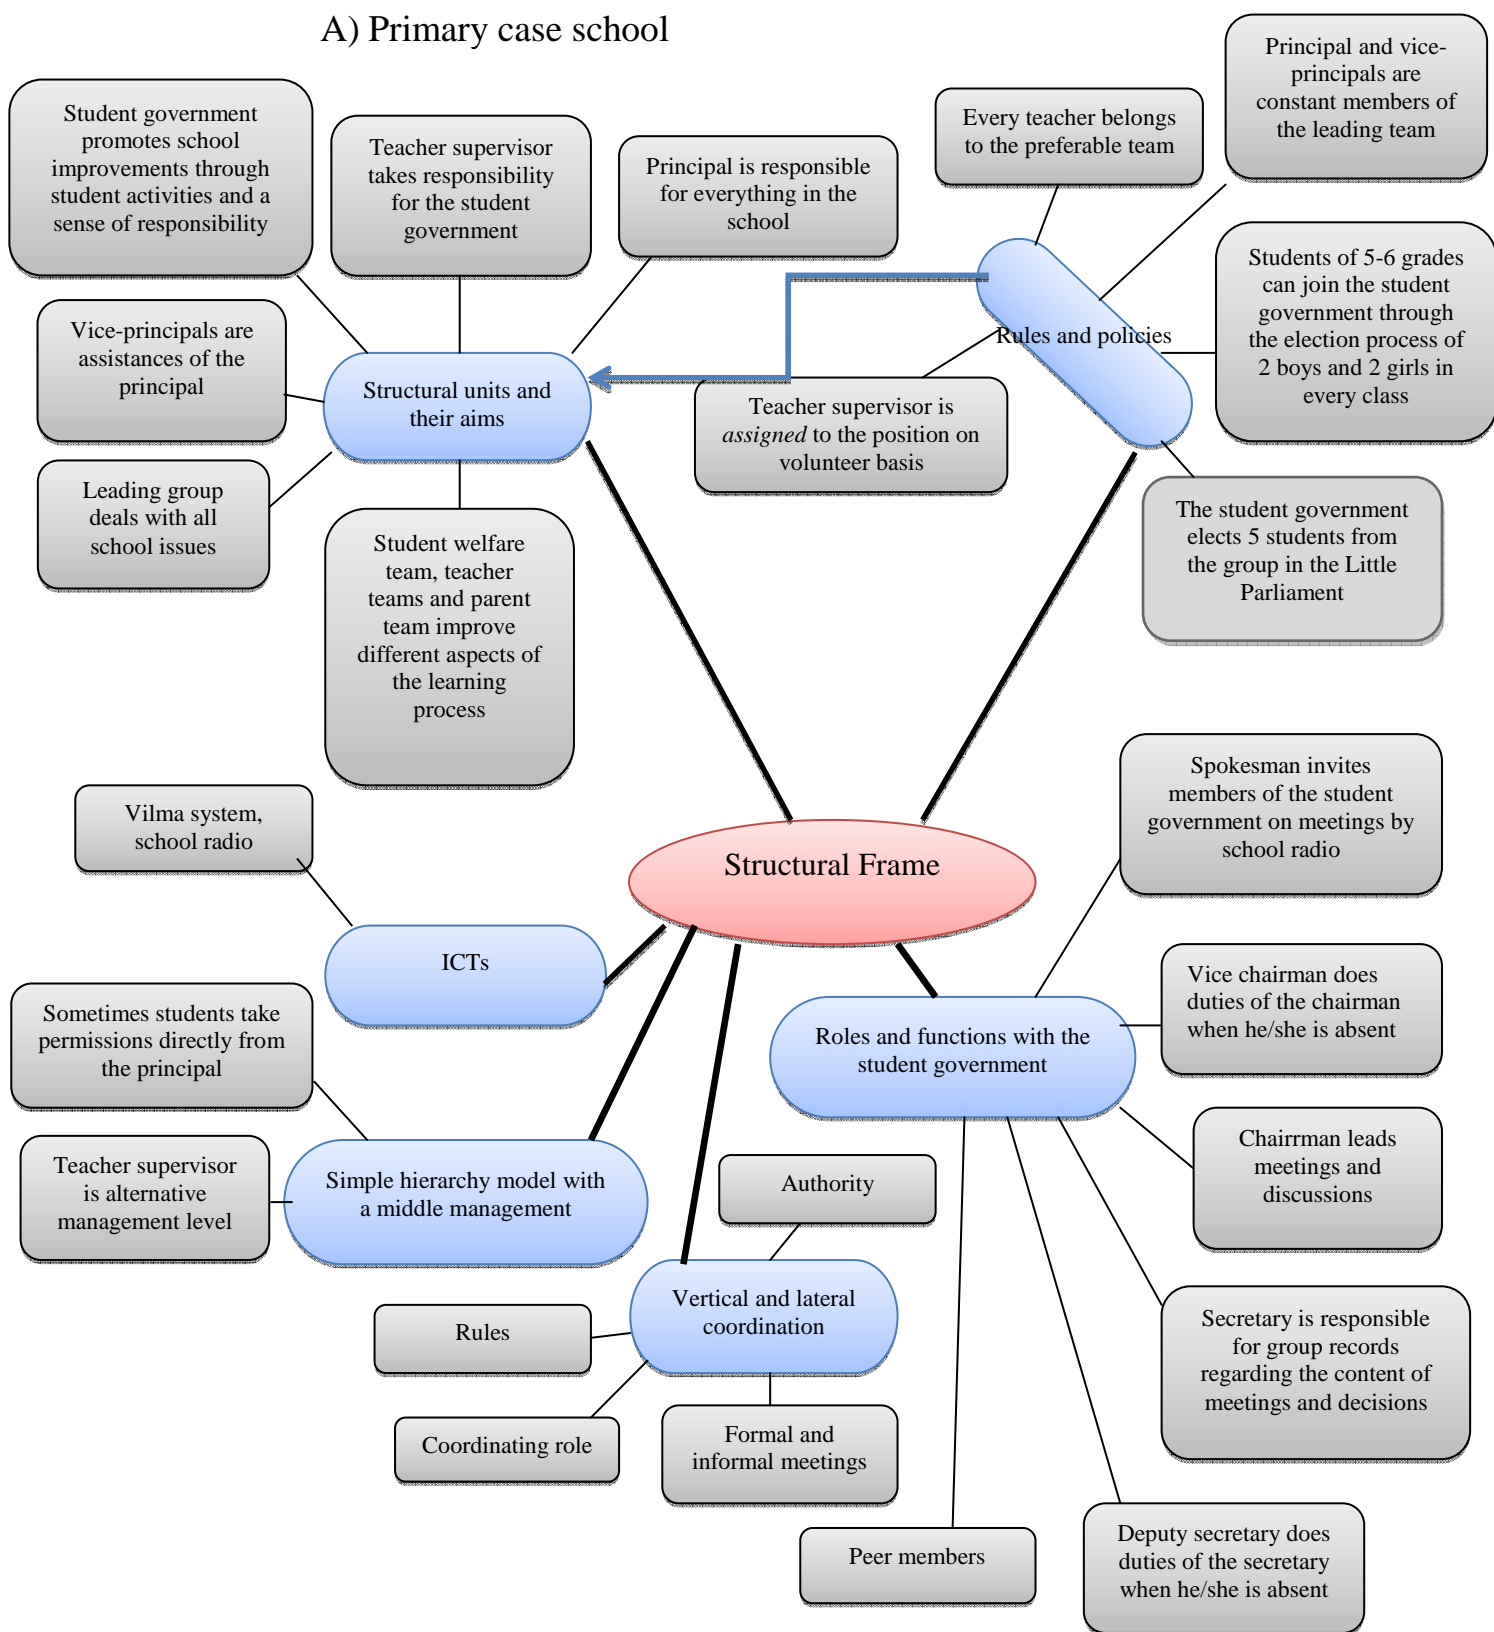 A) Primary case school
Student government
promotes school
improvements through
student activities and a
sense of responsibility
Teacher supervisor
takes responsibility
for the student
government
Principal is responsible
for everything in the
school
Every teacher belongs
to the preferable team
Principal and vice-
principals are
constant members of
the leading team
Vice-principals are
assistances of the
principal
Structural units and
their aims
Rules and policies
Students of 5-6 grades
can join the student
government through
the election process of
2 boys and 2 girls in
every class
Teacher supervisor is
assigned to the position on
volunteer basis
Leading group
deals with all
school issues
Student welfare
team, teacher
teams and parent
team improve
different aspects of
the learning
process
The student government
elects 5 students from
the group in the Little
Parliament
Vilma system,
school radio
Structural Frame
Spokesman invites
members of the student
government on meetings by
school radio
ICTs
Sometimes students take
permissions directly from
the principal
Roles and functions with the
student government
Vice chairman does
duties of the chairman
when he/she is absent
Teacher supervisor
is alternative
management level
Simple hierarchy model with
a middle management
Authority
Chairrman leads
meetings and
discussions
Rules
Vertical and lateral
coordination
Secretary is responsible
for group records
regarding the content of
meetings and decisions
Coordinating role
Formal and
informal meetings
Peer members
Deputy secretary does
duties of the secretary
when he/she is absent